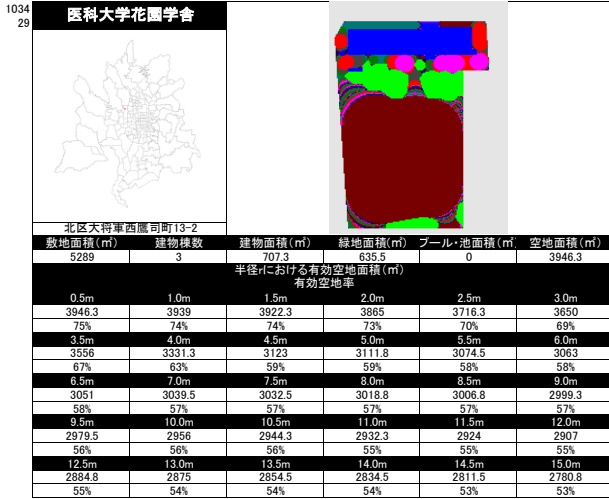 1034
29
医科大学花園学舎
北区大将軍西鷹司町13-2
敷地面積(㎡) 建物棟数 建物面積(㎡) 緑地面積(㎡) プール・池面積(㎡) 空地面積(㎡)
5289 3 707.3 635.5 0 3946.3
半径rにおける有効空地面積(㎡)
有効空地率
0.5m 1.0m 1.5m 2.0m 2.5m 3.0m
3946.3 3939 3922.3 3865 3716.3 3650
75% 74% 74% 73% 70% 69%
3.5m 4.0m 4.5m 5.0m 5.5m 6.0m
3556 3331.3 3123 3111.8 3074.5 3063
67% 63% 59% 59% 58% 58%
6.5m 7.0m 7.5m 8.0m 8.5m 9.0m
3051 3039.5 3032.5 3018.8 3006.8 2999.3
58% 57% 57% 57% 57% 57%
9.5m 10.0m 10.5m 11.0m 11.5m 12.0m
2979.5 2956 2944.3 2932.3 2924 2907
56% 56% 56% 55% 55% 55%
12.5m 13.0m 13.5m 14.0m 14.5m 15.0m
2884.8 2875 2854.5 2834.5 2811.5 2780.8
55% 54% 54% 54% 53% 53%